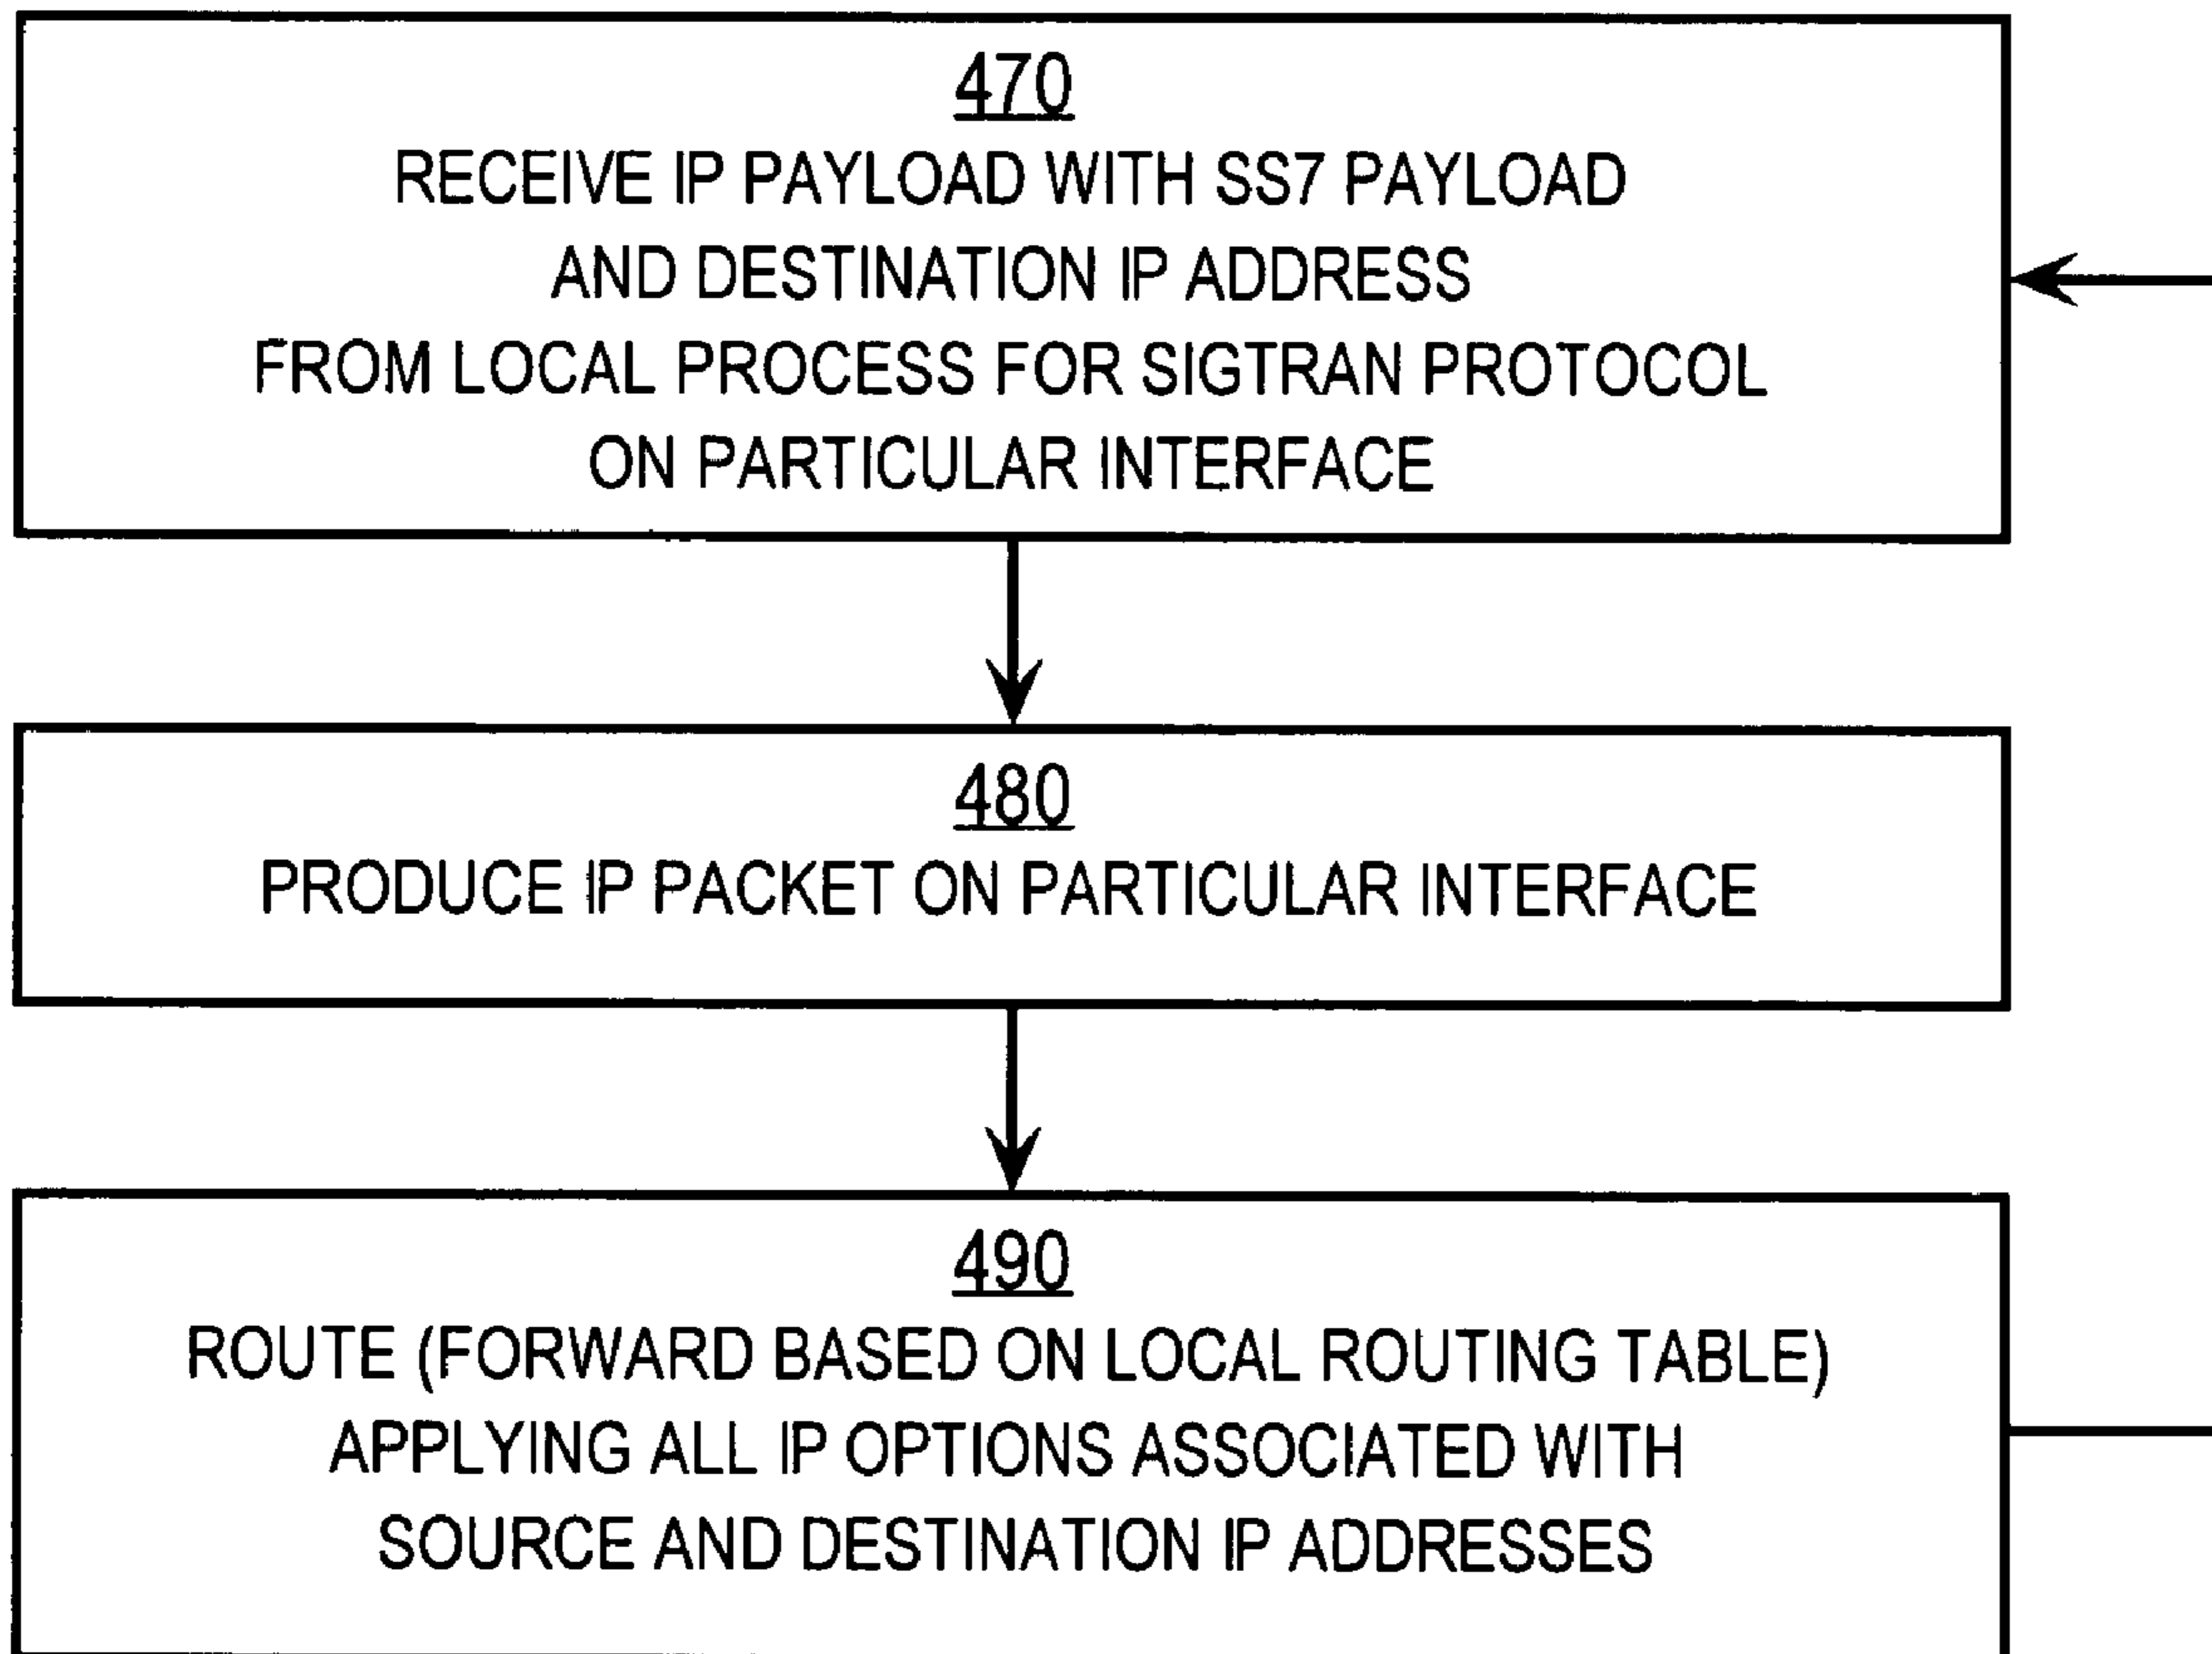 470
RECEIVE IP PAYLOAD WITH SS7 PAYLOAD
AND DESTINATION IP ADDRESS
FROM LOCAL PROCESS FOR SIGTRAN PROTOCOL
ON PARTICULAR INTERFACE
480
PRODUCE IP PACKET ON PARTICULAR INTERFACE
490
ROUTE (FORWARD BASED ON LOCAL ROUTING TABLE)
APPLYING ALL IP OPTIONS ASSOCIATED WITH
SOURCE AND DESTINATION IP ADDRESSES